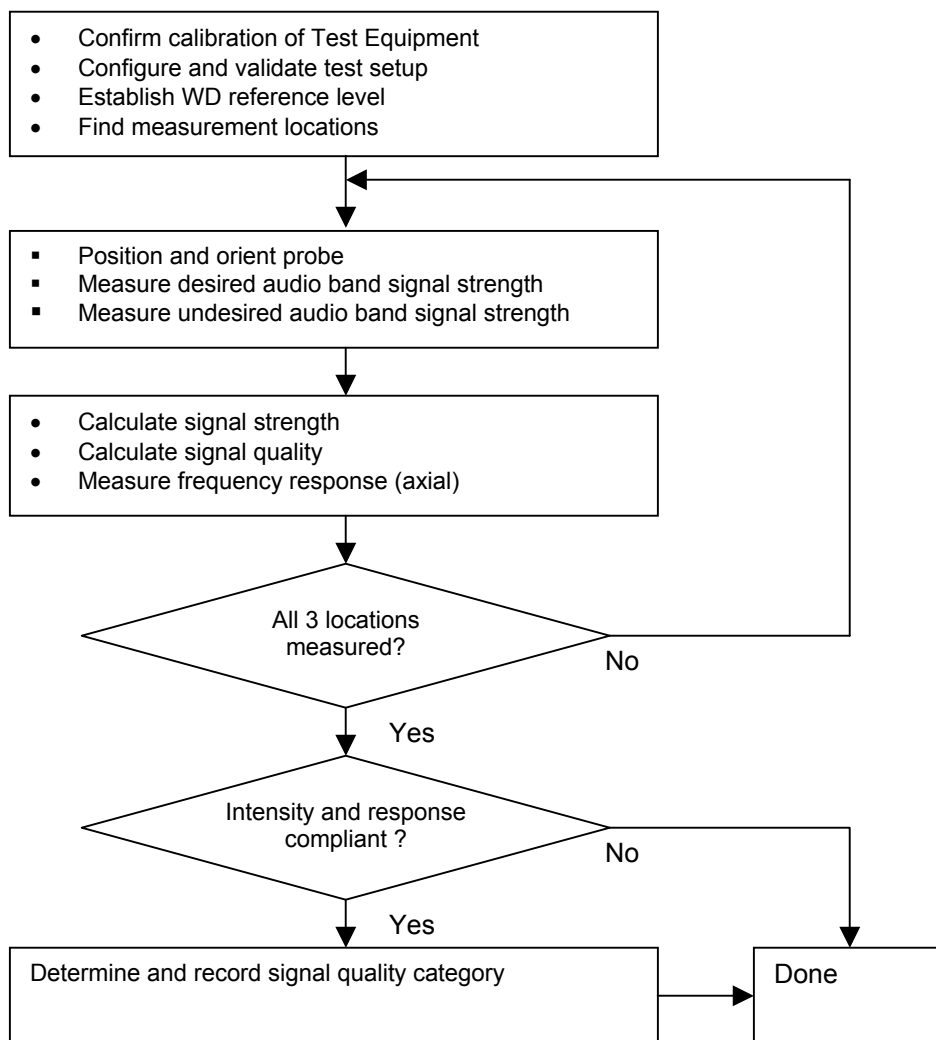 • Confirm calibration of Test Equipment
• Configure and validate test setup
• Establish WD reference level
• Find measurement locations
▪ Position and orient probe
▪ Measure desired audio band signal strength
▪ Measure undesired audio band signal strength
• Calculate signal strength
• Calculate signal quality
• Measure frequency response (axial)
All 3 locations
measured?
No
Yes
Intensity and response
compliant ?
No
Yes
Determine and record signal quality category
Done